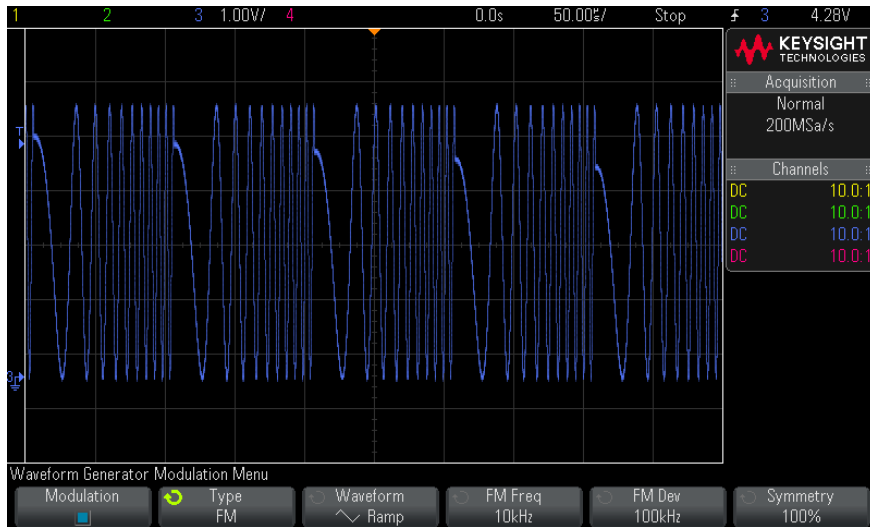 1 2 3 1.00V/ 4 0.0s 50.00us/ Stop 3 4.28V
KEYSIGHT
TECHNOLOGIES
Acquisition
Normal
200MSa/s
Channels
DC 10.0:1
DC 10.0:1
DC 10.0:1
DC 10.0:1
T
3
Waveform Generator Modulation Menu
Modulation
Type
FM
Waveform
Ramp
FM Freq
10kHz
FM Dev
100kHz
Symmetry
100%